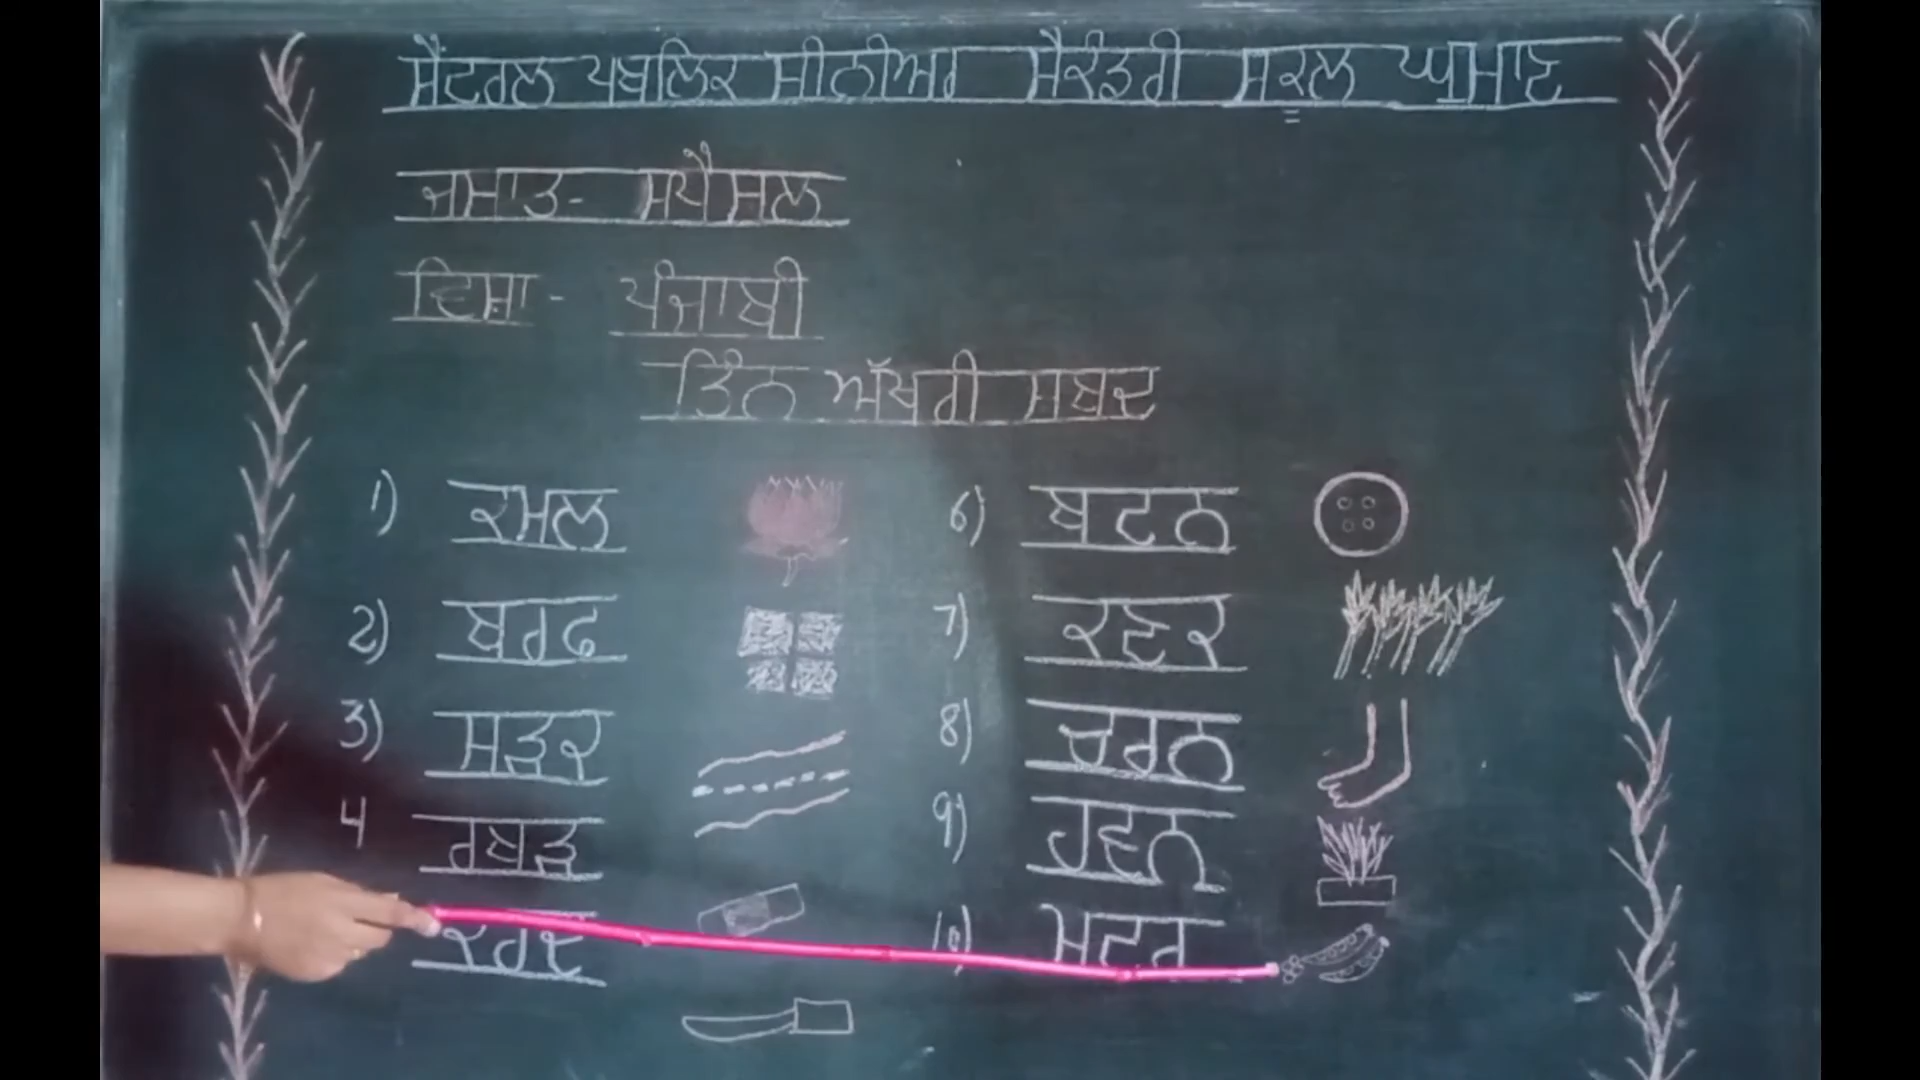 ਸੈਂਟਰਲ ਪਬਲਿਕ ਸੀਨੀਅਰ ਸੈਕੰਡਰੀ ਸਕੂਲ ਘੁਮਾਣ
ਜਮਾਤ- ਸਪੈਸ਼ਲ
ਵਿਸ਼ਾ- ਪੰਜਾਬੀ
ਤਿੰਨ ਅੱਖਰੀ ਸ਼ਬਦ
1) ਕਮਲ
2) ਬਰਫ
3) ਸੜਕ
4 ਰਬੜ
ਕਰਦ
6) ਬਟਨ
7) ਕਣਕ
8) ਚਰਨ
9) ਹਵਨ
10) ਮਟਰ